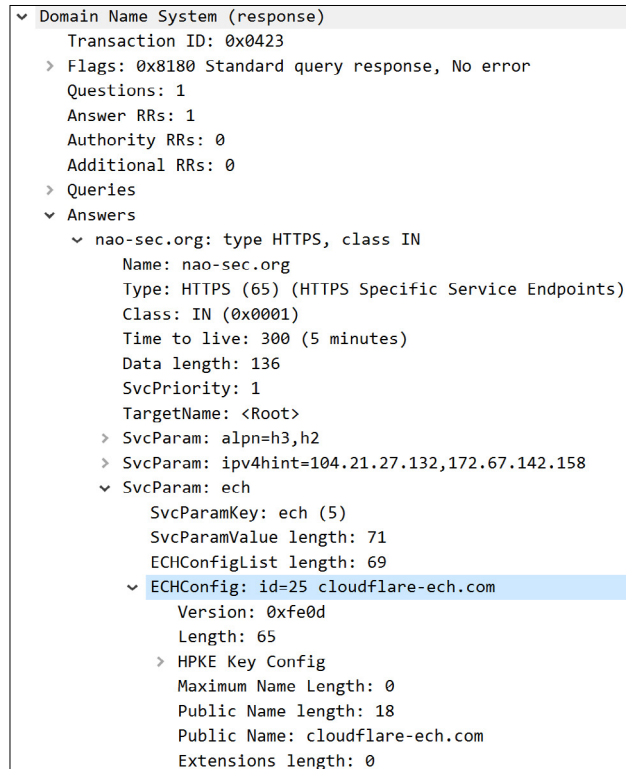 Domain Name System (response)
Transaction ID: 0x0423
Flags: 0x8180 Standard query response, No error
Questions: 1
Answer RRs: 1
Authority RRs: 0
Additional RRs: 0
Queries
Answers
nao-sec.org: type HTTPS, class IN
Name: nao-sec.org
Type: HTTPS (65) (HTTPS Specific Service Endpoints)
Class: IN (0x0001)
Time to live: 300 (5 minutes)
Data length: 136
SvcPriority: 1
TargetName: <Root>
SvcParam: alpn=h3,h2
SvcParam: ipv4hint=104.21.27.132,172.67.142.158
SvcParam: ech
SvcParamKey: ech (5)
SvcParamValue length: 71
ECHConfigList length: 69
ECHConfig: id=25 cloudflare-ech.com
Version: 0xfe0d
Length: 65
HPKE Key Config
Maximum Name Length: 0
Public Name length: 18
Public Name: cloudflare-ech.com
Extensions length: 0